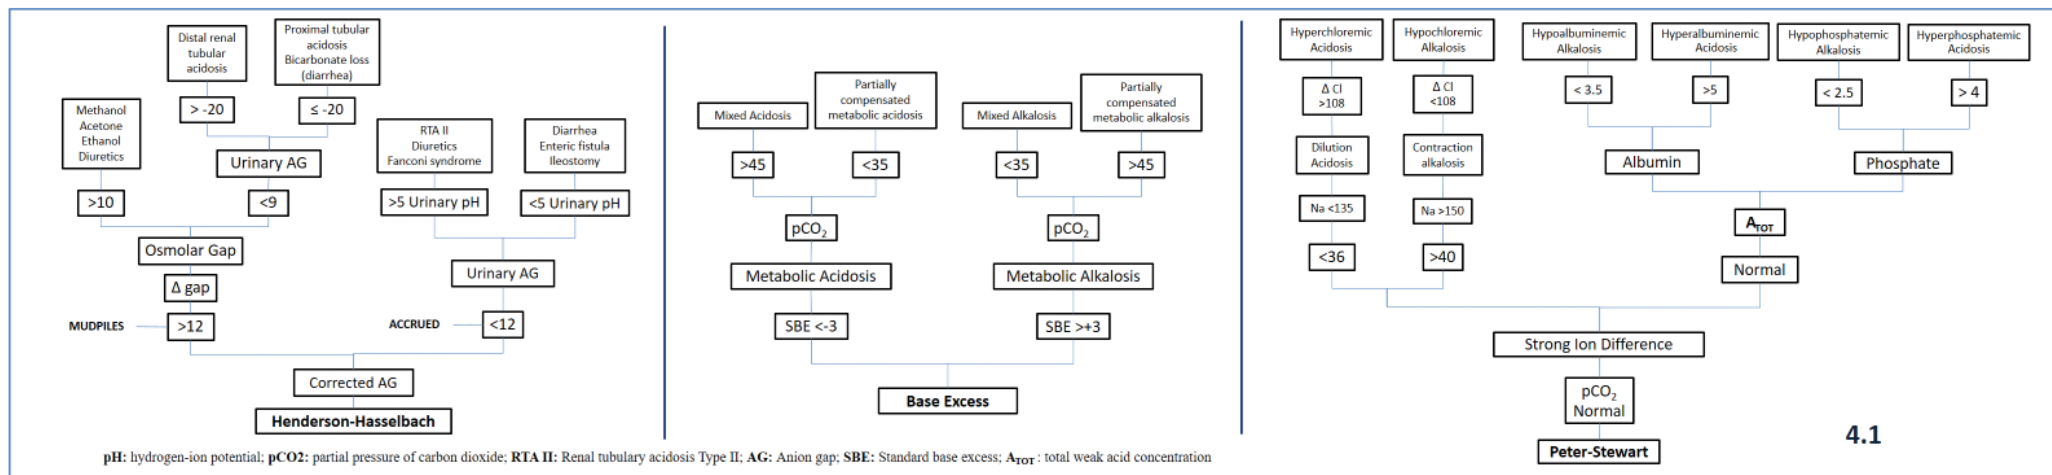 Distal renal
tubular
acidosis
Proximal tubular
acidosis
Bicarbonate loss
(diarrhea)
> -20
≤ -20
Methanol
Acetone
Ethanol
Diuretics
Urinary AG
RTA II
Diuretics
Fanconi syndrome
Diarrhea
Enteric fistula
Ileostomy
>10
<9
>5 Urinary pH
<5 Urinary pH
Osmolar Gap
Urinary AG
Δ gap
MUDPILES
>12
ACCRUED
<12
Corrected AG
Henderson-Hasselbach
Mixed Acidosis
Partially
compensated
metabolic acidosis
Mixed Alkalosis
Partially
compensated
metabolic alkalosis
>45
<35
<35
>45
pCO2
pCO2
Metabolic Acidosis
Metabolic Alkalosis
SBE <-3
SBE >+3
Base Excess
Hyperchloremic
Acidosis
Hypochloremic
Alkalosis
Hypoalbuminemic
Alkalosis
Hyperalbuminemic
Acidosis
Hypophosphatemic
Alkalosis
Hyperphosphatemic
Acidosis
Δ Cl
>108
Δ Cl
<108
< 3.5
>5
< 2.5
> 4
Dilution
Acidosis
Contraction
alkalosis
Albumin
Phosphate
Na <135
Na >150
ATOT
<36
>40
Normal
Strong Ion Difference
pCO2
Normal
Peter-Stewart
4.1
pH: hydrogen-ion potential; pCO2: partial pressure of carbon dioxide; RTA II: Renal tubulary acidosis Type II; AG: Anion gap; SBE: Standard base excess; ATOT : total weak acid concentration